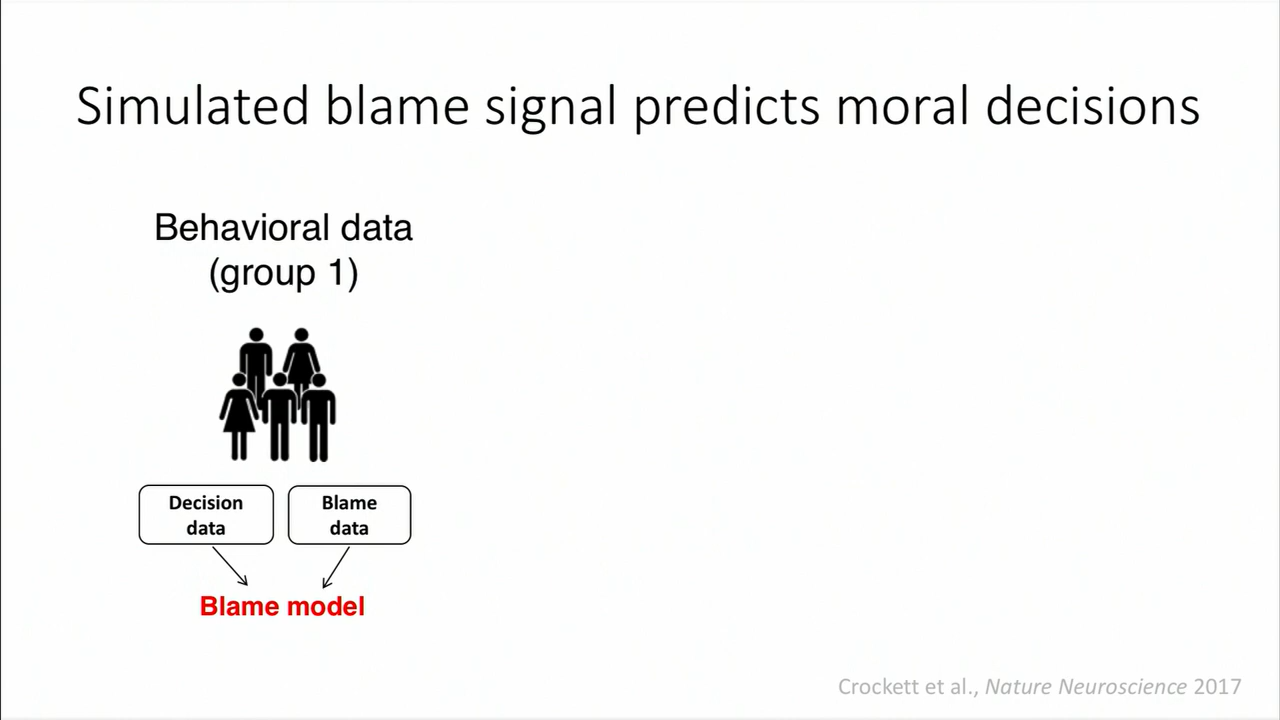 Simulated blame signal predicts moral decisions
Behavioral data
(group 1)
Decision
data
Blame
data
Blame model
Crockett et al., Nature Neuroscience 2017